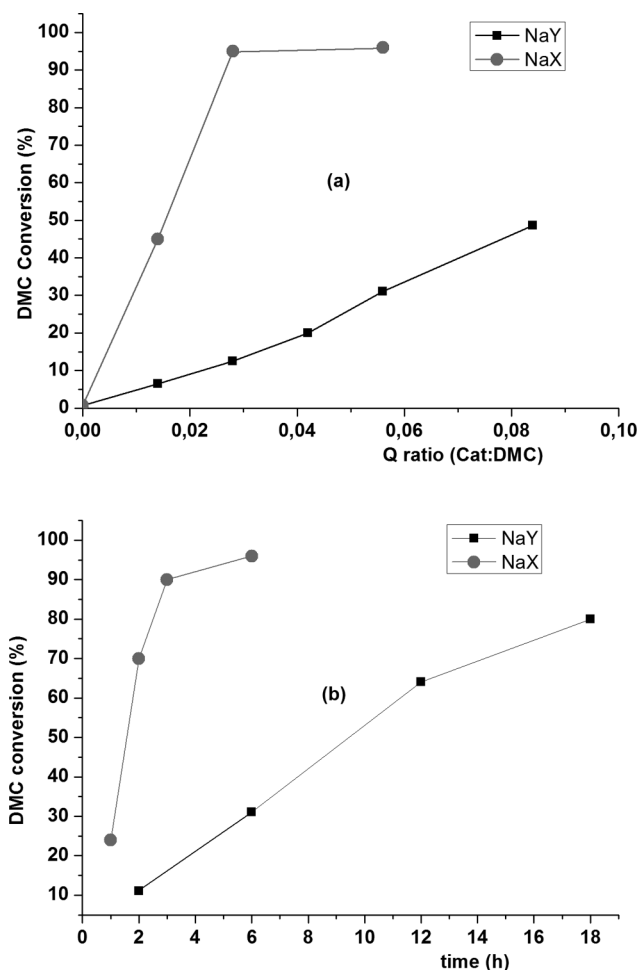 100
90
80
70
60
50
40
30
20
10
0
DMC Conversion (%)
NaY
NaX
(a)
0,00 0,02 0,04 0,06 0,08 0,10
Q ratio (Cat:DMC)
100
90
80
70
60
50
40
30
20
10
DMC conversion (%)
NaY
NaX
(b)
0 2 4 6 8 10 12 14 16 18
time (h)